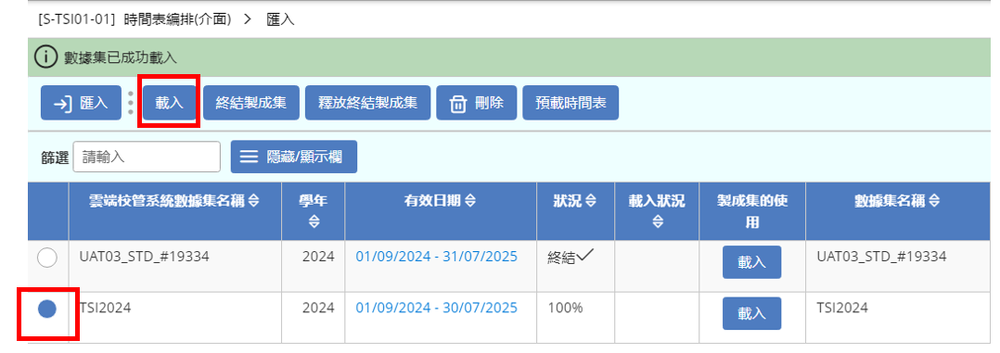 [S-TSI01-01] 時間表編排(介面) > 匯入
數據集已成功載入
匯入 載入 終結製成集 釋放終結製成集 刪除 預載時間表
篩選 請輸入 隱藏/顯示欄
雲端校管系統數據集名稱 學年 有效日期 狀況 載入狀況 製成集的使用 數據集名稱
UAT03_STD_#19334 2024 01/09/2024 - 31/07/2025 終結 載入 UAT03_STD_#19334
TSI2024 2024 01/09/2024 - 30/07/2025 100% 載入 TSI2024